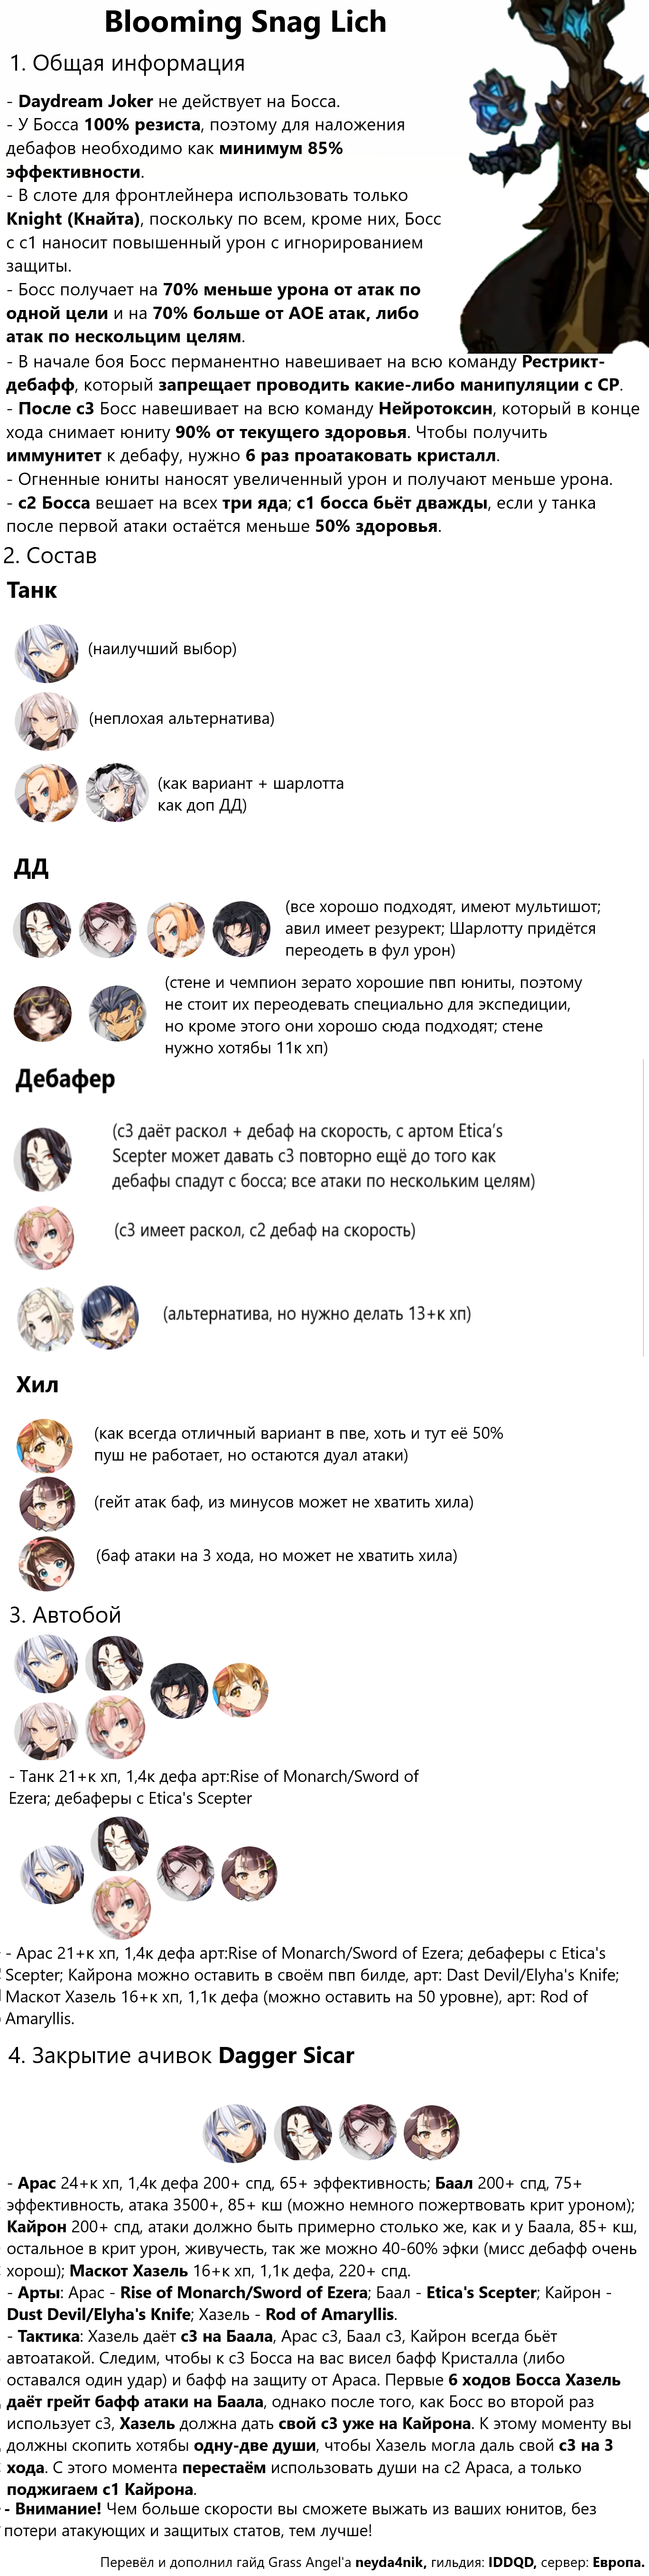 Blooming Snag Lich
1. Общая информация
- Daydream Joker не действует на Босса.
- У Босса 100% резиста, поэтому для наложения
дебафов необходимо как минимум 85%
эффективности.
- В слоте для фронтлейнера использовать только
Knight (Кнайта), поскольку по всем, кроме них, Босс
с с1 наносит повышенный урон с игнорированием
защиты.
- Босс получает на 70% меньше урона от атак по
одной цели и на 70% больше от АОЕ атак, либо
атак по нескольцим целям.
- В начале боя Босс перманентно навешивает на всю команду Рестрикт-
дебафф, который запрещает проводить какие-либо манипуляции с СР.
- После с3 Босс навешивает на всю команду Нейротоксин, который в конце
хода снимает юниту 90% от текущего здоровья. Чтобы получить
иммунитет к дебафу, нужно 6 раз проатаковать кристалл.
- Огненные юниты наносят увеличенный урон и получают меньше урона.
- с2 Босса вешает на всех три яда; с1 босса бьёт дважды, если у танка
после первой атаки остаётся меньше 50% здоровья.
2. Состав
Танк
(наилучший выбор)
(неплохая альтернатива)
(как вариант + шарлотта
как доп ДД)
ДД
(все хорошо подходят, имеют мультишот;
авил имеет резурект; Шарлотту придётся
переодеть в фул урон)
(стене и чемпион зерато хорошие пвп юниты, поэтому
не стоит их переодевать специально для экспедиции,
но кроме этого они хорошо сюда подходят; стене
нужно хотябы 11к хп)
Дебафер
(с3 даёт раскол + дебаф на скорость, с артом Etica's
Scepter может давать с3 повторно ещё до того как
дебафы спадут с босса; все атаки по нескольким целям)
(с3 имеет раскол, с2 дебаф на скорость)
(альтернатива, но нужно делать 13+к хп)
Хил
(как всегда отличный вариант в пве, хоть и тут её 50%
пуш не работает, но остаются дуал атаки)
(гейт атак баф, из минусов может не хватить хила)
(баф атаки на 3 хода, но может не хватить хила)
3. Автобой
- Танк 21+к хп, 1,4к дефа арт:Rise of Monarch/Sword of
Ezera; дебаферы с Etica's Scepter
- Арас 21+к хп, 1,4к дефа арт:Rise of Monarch/Sword of Ezera; дебаферы с Etica's
Scepter; Кайрона можно оставить в своём пвп билде, арт: Dast Devil/Elyha's Knife;
Маскот Хазель 16+к хп, 1,1к дефа (можно оставить на 50 уровне), арт: Rod of
Amaryllis.
4. Закрытие ачивок Dagger Sicar
- Арас 24+к хп, 1,4к дефа 200+ спд, 65+ эффективность; Баал 200+ спд, 75+
эффективность, атака 3500+, 85+ кш (можно немного пожертвовать крит уроном);
Кайрон 200+ спд, атаки должно быть примерно столько же, как и у Баала, 85+ кш,
остальное в крит урон, живучесть, так же можно 40-60% эфки (мисс дебафф очень
хорош); Маскот Хазель 16+к хп, 1,1к дефа, 220+ спд.
- Арты: Арас - Rise of Monarch/Sword of Ezera; Баал - Etica's Scepter; Кайрон -
Dust Devil/Elyha's Knife; Хазель - Rod of Amaryllis.
- Тактика: Хазель даёт с3 на Баала, Арас с3, Баал с3, Кайрон всегда бьёт
автоатакой. Следим, чтобы к с3 Босса на вас висел бафф Кристалла (либо
оставался один удар) и бафф на защиту от Араса. Первые 6 ходов Босса Хазель
даёт грейт бафф атаки на Баала, однако после того, как Босс во второй раз
использует с3, Хазель должна дать свой с3 уже на Кайрона. К этому моменту вы
должны скопить хотябы одну-две души, чтобы Хазель могла даль свой с3 на 3
хода. С этого момента перестаём использовать души на с2 Араса, а только
поджигаем с1 Кайрона.
- Внимание! Чем больше скорости вы сможете выжать из ваших юнитов, без
потери атакующих и защитых статов, тем лучше!
Перевёл и дополнил гайд Grass Angel'a neyda4nik, гильдия: IDDQD, сервер: Европа.